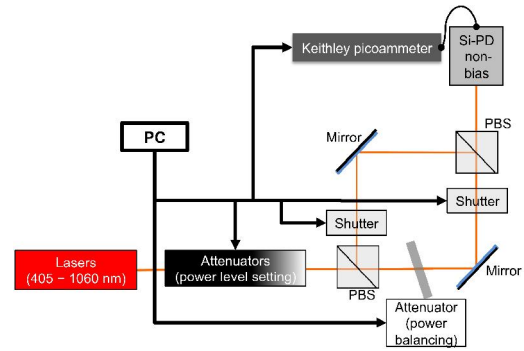 Keithley picoammeter
Si-PD
non-
bias
PBS
Mirror
PC
Shutter
Shutter
Lasers
(405 − 1060 nm)
Attenuators
(power level setting)
PBS
Mirror
Attenuator
(power
balancing)